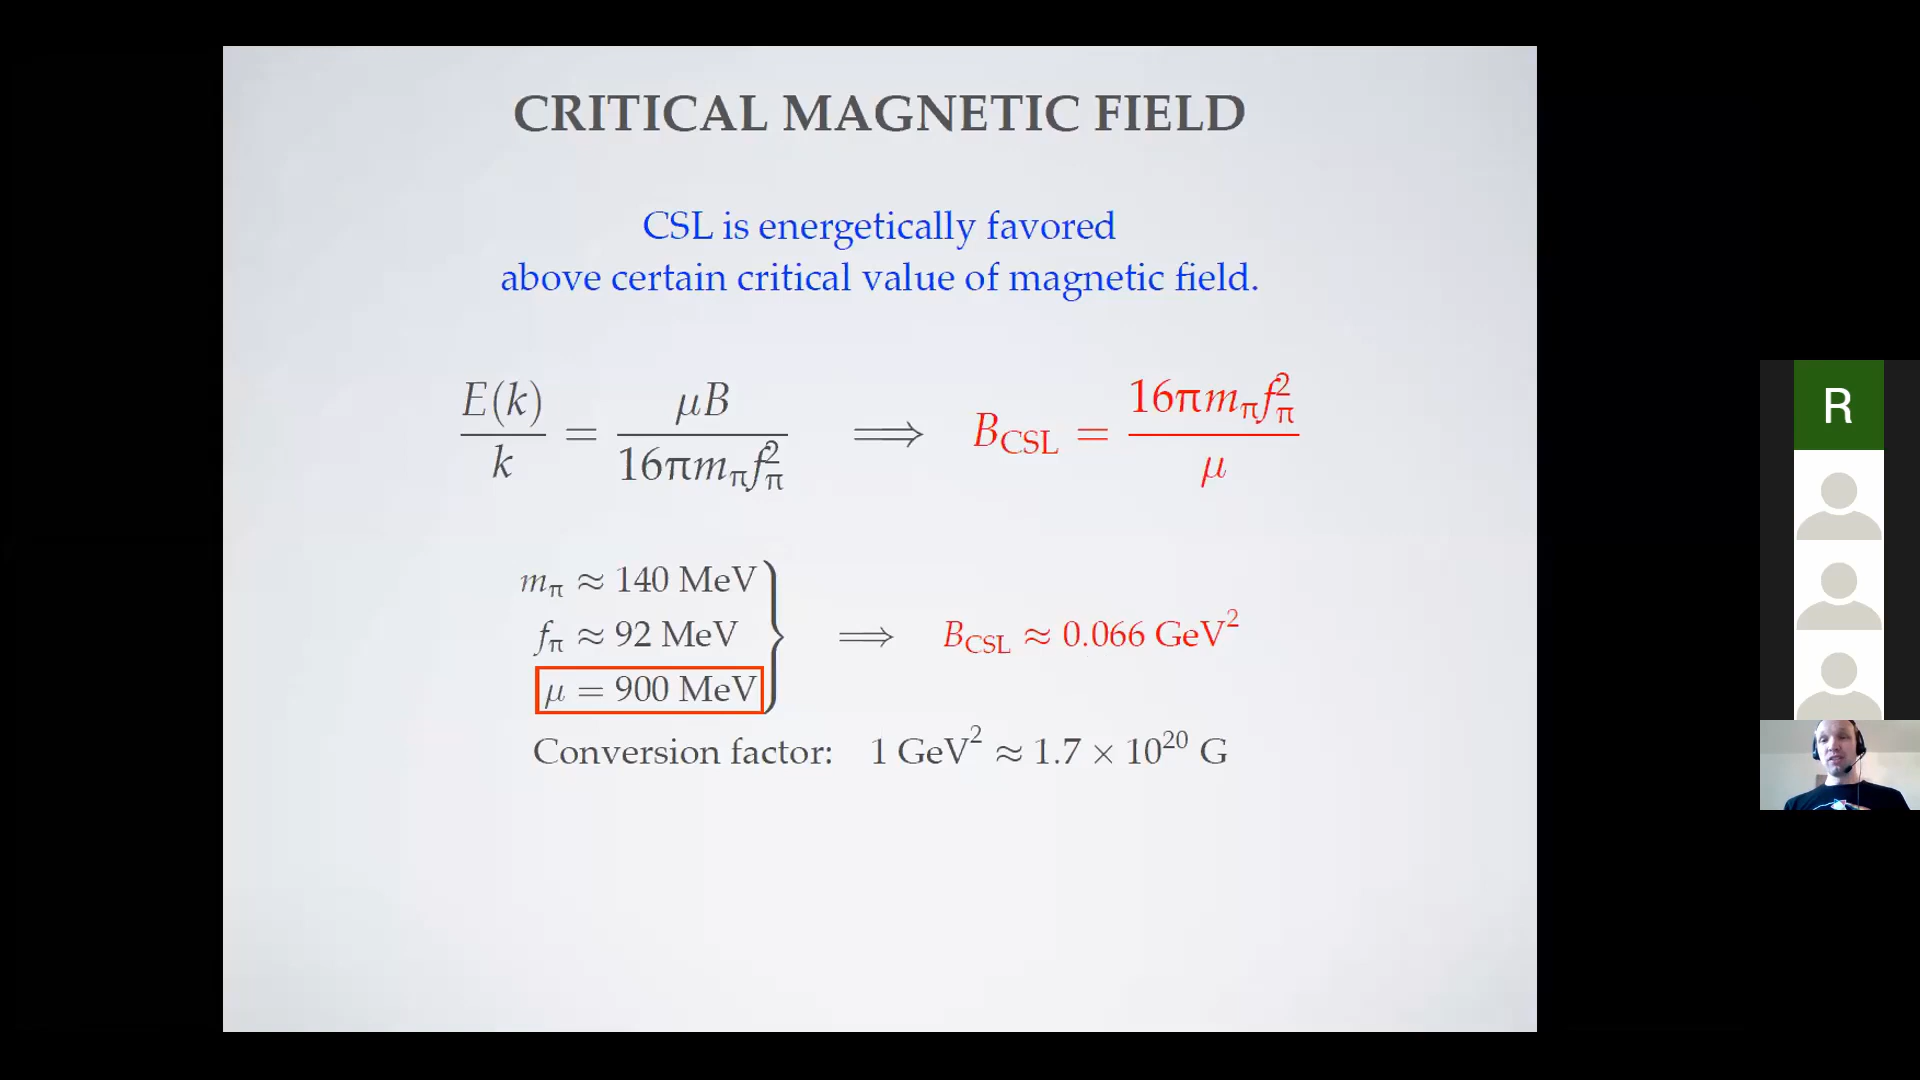 CRITICAL MAGNETIC FIELD
CSL is energetically favored
above certain critical value of magnetic field.
E(k)/k = μB/16πm_π f_π² ⟹ B_CSL = 16πm_π f_π²/μ
m_π ≈ 140 MeV
f_π ≈ 92 MeV ⟹ B_CSL ≈ 0.066 GeV²
μ = 900 MeV
Conversion factor: 1 GeV² ≈ 1.7 × 10²⁰ G
R